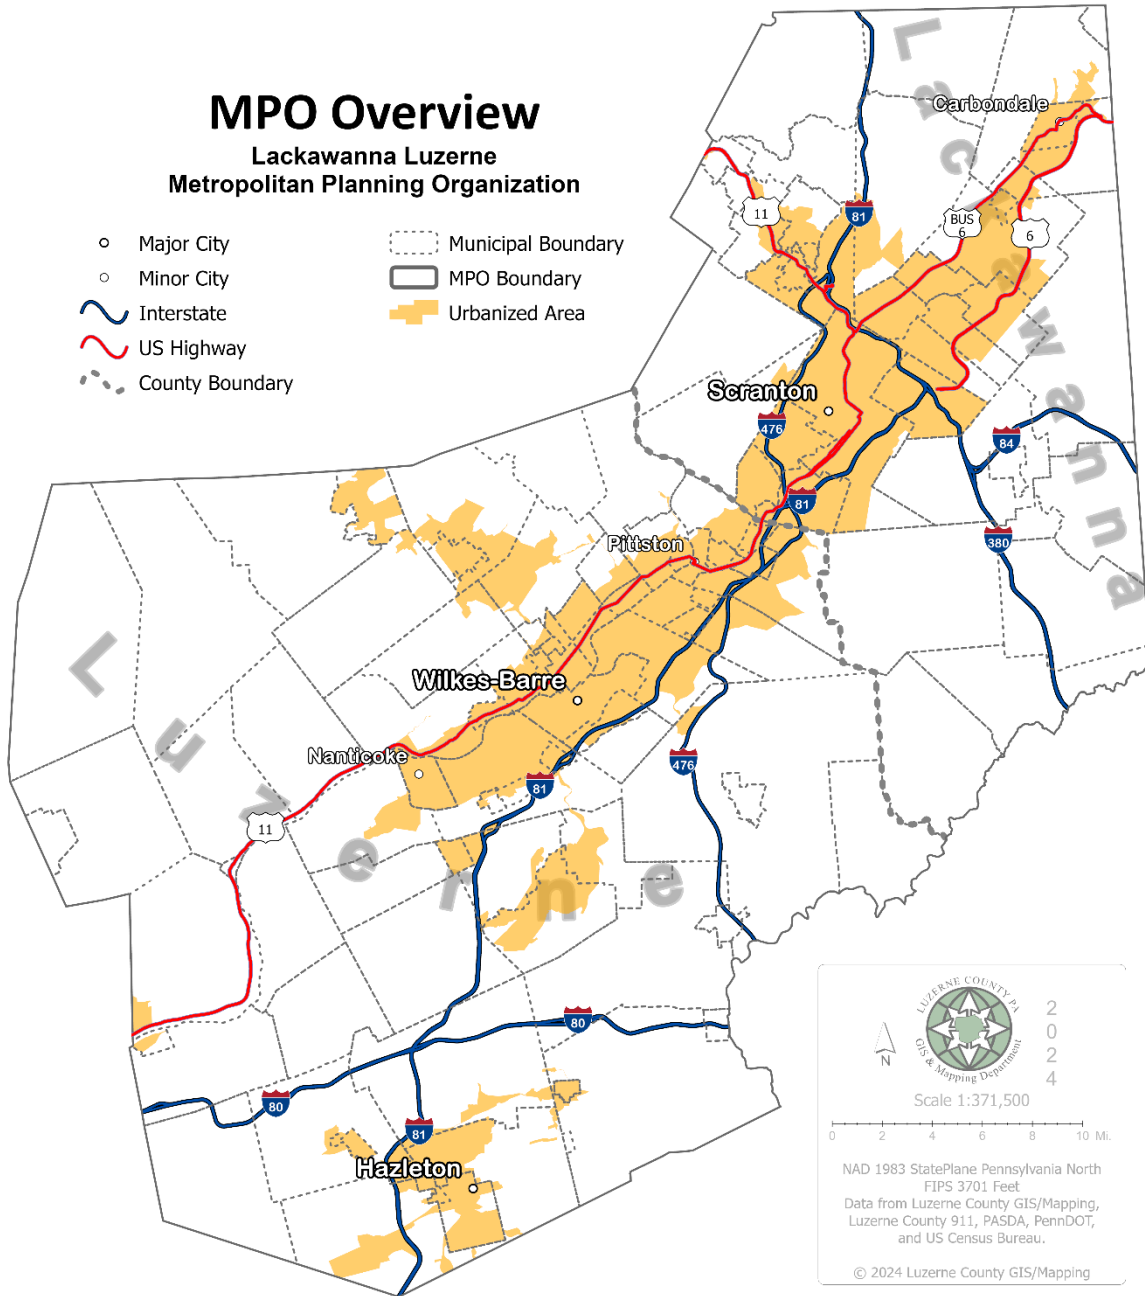 MPO Overview
Lackawanna Luzerne
Metropolitan Planning Organization
Major City
Minor City
Interstate
US Highway
County Boundary
Municipal Boundary
MPO Boundary
Urbanized Area
Lackawanna
Carbondale
11
81
BUS
6
6
Scranton
476
84
81
380
Pittston
Luzerne
Wilkes-Barre
Nanticoke
476
81
11
80
80
81
Hazleton
LUZERNE COUNTY PA
GIS & Mapping Department
2024
N
Scale 1:371,500
0 2 4 6 8 10 Mi.
NAD 1983 StatePlane Pennsylvania North
FIPS 3701 Feet
Data from Luzerne County GIS/Mapping,
Luzerne County 911, PASDA, PennDOT,
and US Census Bureau.
© 2024 Luzerne County GIS/Mapping